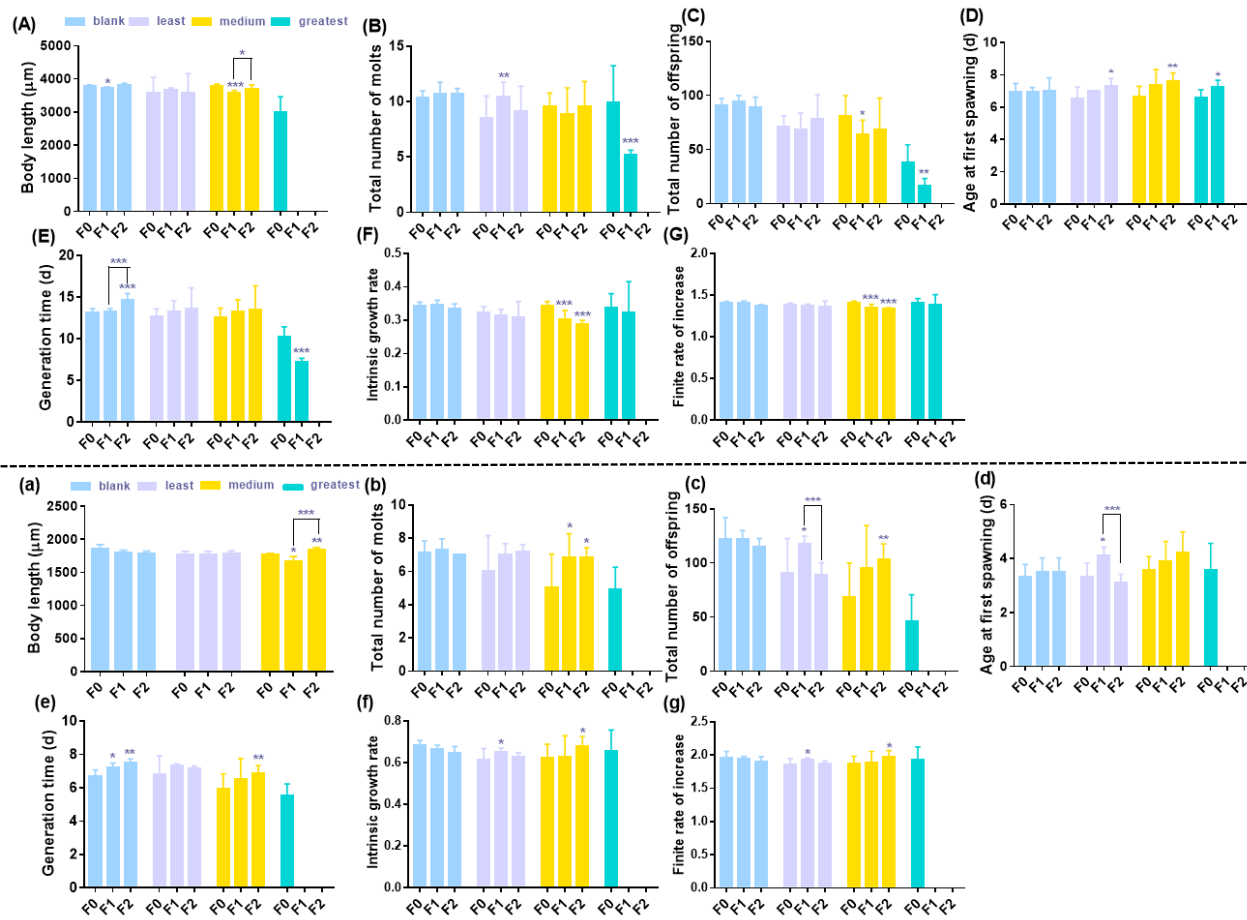 (A) blank least medium greatest
Body length (μm)
5000
4000
3000
2000
1000
0
* *** *
F0 F1 F2 F0 F1 F2 F0 F1 F2 F0 F1 F2
(B)
Total number of molts
15
10
5
0
** ***
F0 F1 F2 F0 F1 F2 F0 F1 F2 F0 F1 F2
(C)
Total number of offspring
150
100
50
0
* **
F0 F1 F2 F0 F1 F2 F0 F1 F2 F0 F1 F2
(D)
Age at first spawning (d)
10
8
6
4
2
0
* ** *
F0 F1 F2 F0 F1 F2 F0 F1 F2 F0 F1 F2
(E)
Generation time (d)
20
15
10
5
0
*** *** ***
F0 F1 F2 F0 F1 F2 F0 F1 F2 F0 F1 F2
(F)
Intrinsic growth rate
0.5
0.4
0.3
0.2
0.1
0.0
*** ***
F0 F1 F2 F0 F1 F2 F0 F1 F2 F0 F1 F2
(G)
Finite rate of increase
2.0
1.5
1.0
0.5
0.0
*** ***
F0 F1 F2 F0 F1 F2 F0 F1 F2 F0 F1 F2
(a) blank least medium greatest
Body length (μm)
2500
2000
1500
1000
500
0
* *** **
F0 F1 F2 F0 F1 F2 F0 F1 F2
(b)
Total number of molts
10
8
6
4
2
0
* *
F0 F1 F2 F0 F1 F2 F0 F1 F2 F0 F1 F2
(c)
Total number of offspring
150
100
50
0
* *** **
F0 F1 F2 F0 F1 F2 F0 F1 F2 F0 F1 F2
(d)
Age at first spawning (d)
6
4
2
0
* ***
F0 F1 F2 F0 F1 F2 F0 F1 F2 F0 F1 F2
(e)
Generation time (d)
10
8
6
4
2
0
* ** **
F0 F1 F2 F0 F1 F2 F0 F1 F2 F0 F1 F2
(f)
Intrinsic growth rate
0.8
0.6
0.4
0.2
0.0
* *
F0 F1 F2 F0 F1 F2 F0 F1 F2 F0 F1 F2
(g)
Finite rate of increase
2.5
2.0
1.5
1.0
0.5
0.0
* *
F0 F1 F2 F0 F1 F2 F0 F1 F2 F0 F1 F2